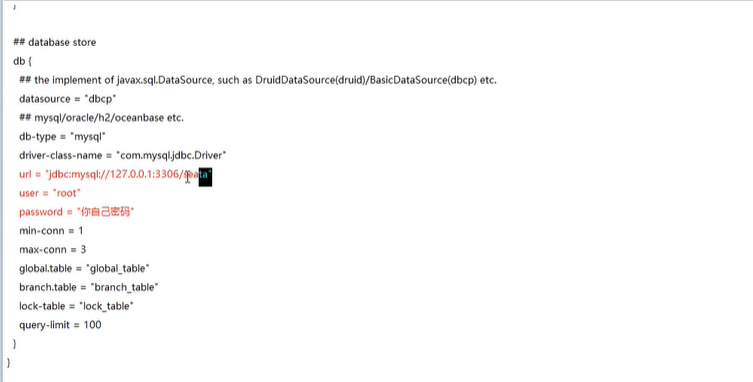 }
## database store
db {
## the implement of javax.sql.DataSource, such as DruidDataSource(druid)/BasicDataSource(dbcp) etc.
datasource = "dbcp"
## mysql/oracle/h2/oceanbase etc.
db-type = "mysql"
driver-class-name = "com.mysql.jdbc.Driver"
url = "jdbc:mysql://127.0.0.1:3306/seata"
user = "root"
password = "你自己密码"
min-conn = 1
max-conn = 3
global.table = "global_table"
branch.table = "branch_table"
lock-table = "lock_table"
query-limit = 100
}
}